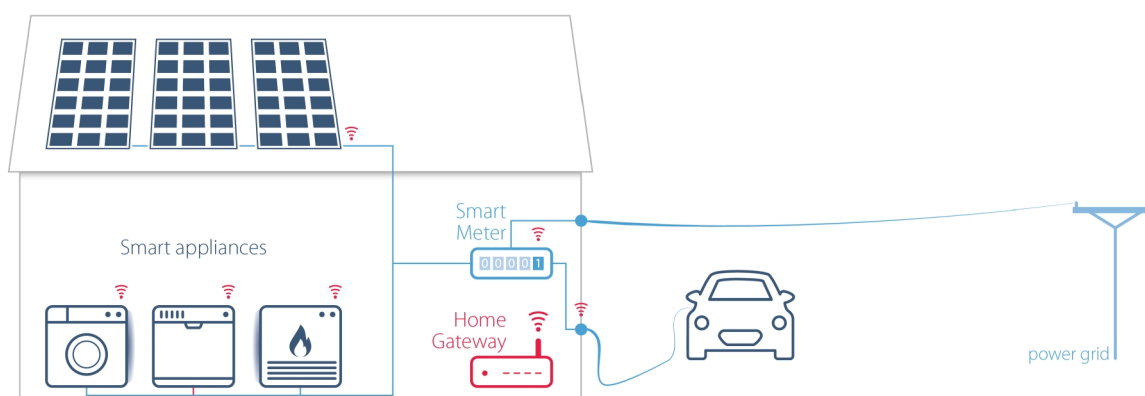 Smart appliances
Smart
Meter
00001
Home
Gateway
power grid